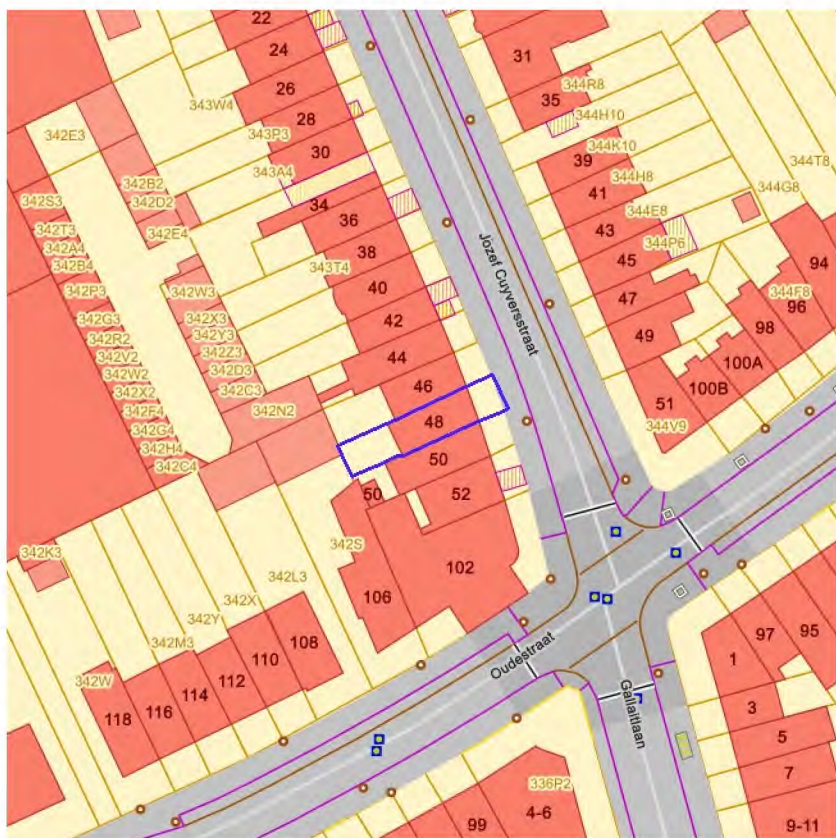 22
24
26
28
30
34
36
38
40
42
44
46
48
50
50
52
102
106
108
110
112
114
116
118
31
35
39
41
43
45
47
49
51
94
96
98
100A
100B
97
95
1
3
5
7
9-11
4-6
99
342E3
343W4
343P3
343A4
342B2
342D2
342E4
342S3
342T3
342A4
342B4
342P3
342G3
342R2
342V2
342W2
342X2
342F4
342G4
342H4
342C4
342W3
342X3
342Y3
342Z3
342D3
342C3
342N2
343T4
342K3
342S
342L3
342X
342Y
342M3
342W
344R8
344H10
344K10
344H8
344E8
344P6
344G8
344T8
344F8
344V9
336P2
Jozef Cuyversstraat
Oudestraat
Gallaitlaan